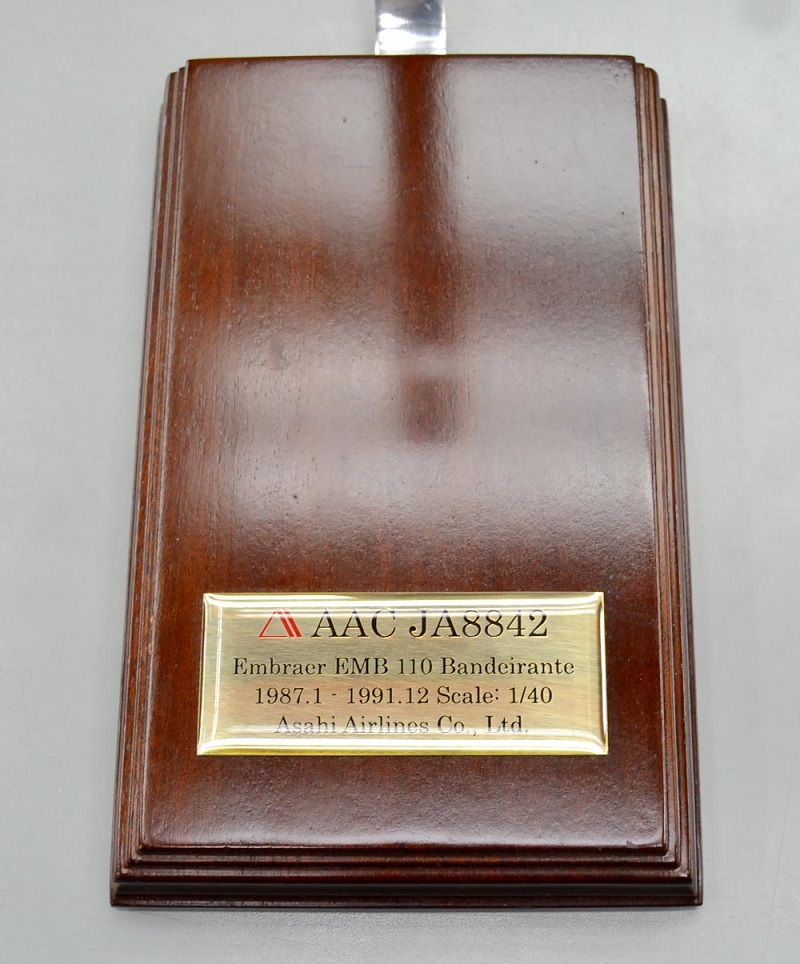 AAC JA8842
Embraer EMB 110 Bandeirante
1987.1 - 1991.12 Scale: 1/40
Asahi Airlines Co., Ltd.